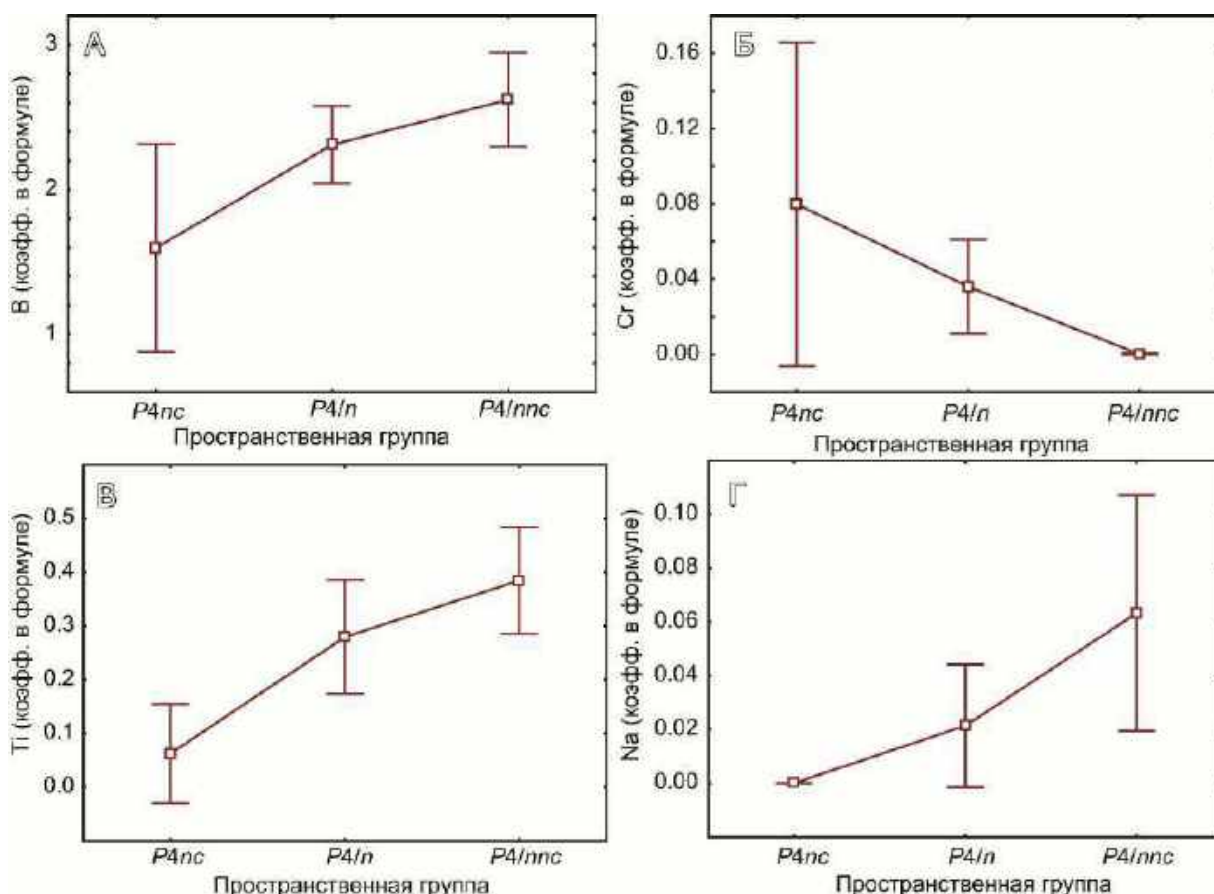 А
B (коэфф. в формуле)
3
2
1
P4nc P4/n P4/nnc
Пространственная группа
Б
Cr (коэфф. в формуле)
0.16
0.12
0.08
0.04
0.00
P4nc P4/n P4/nnc
Пространственная группа
В
Ti (коэфф. в формуле)
0.5
0.4
0.3
0.2
0.1
0.0
P4nc P4/n P4/nnc
Пространственная группа
Г
Na (коэфф. в формуле)
0.10
0.08
0.06
0.04
0.02
0.00
P4nc P4/n P4/nnc
Пространственная группа